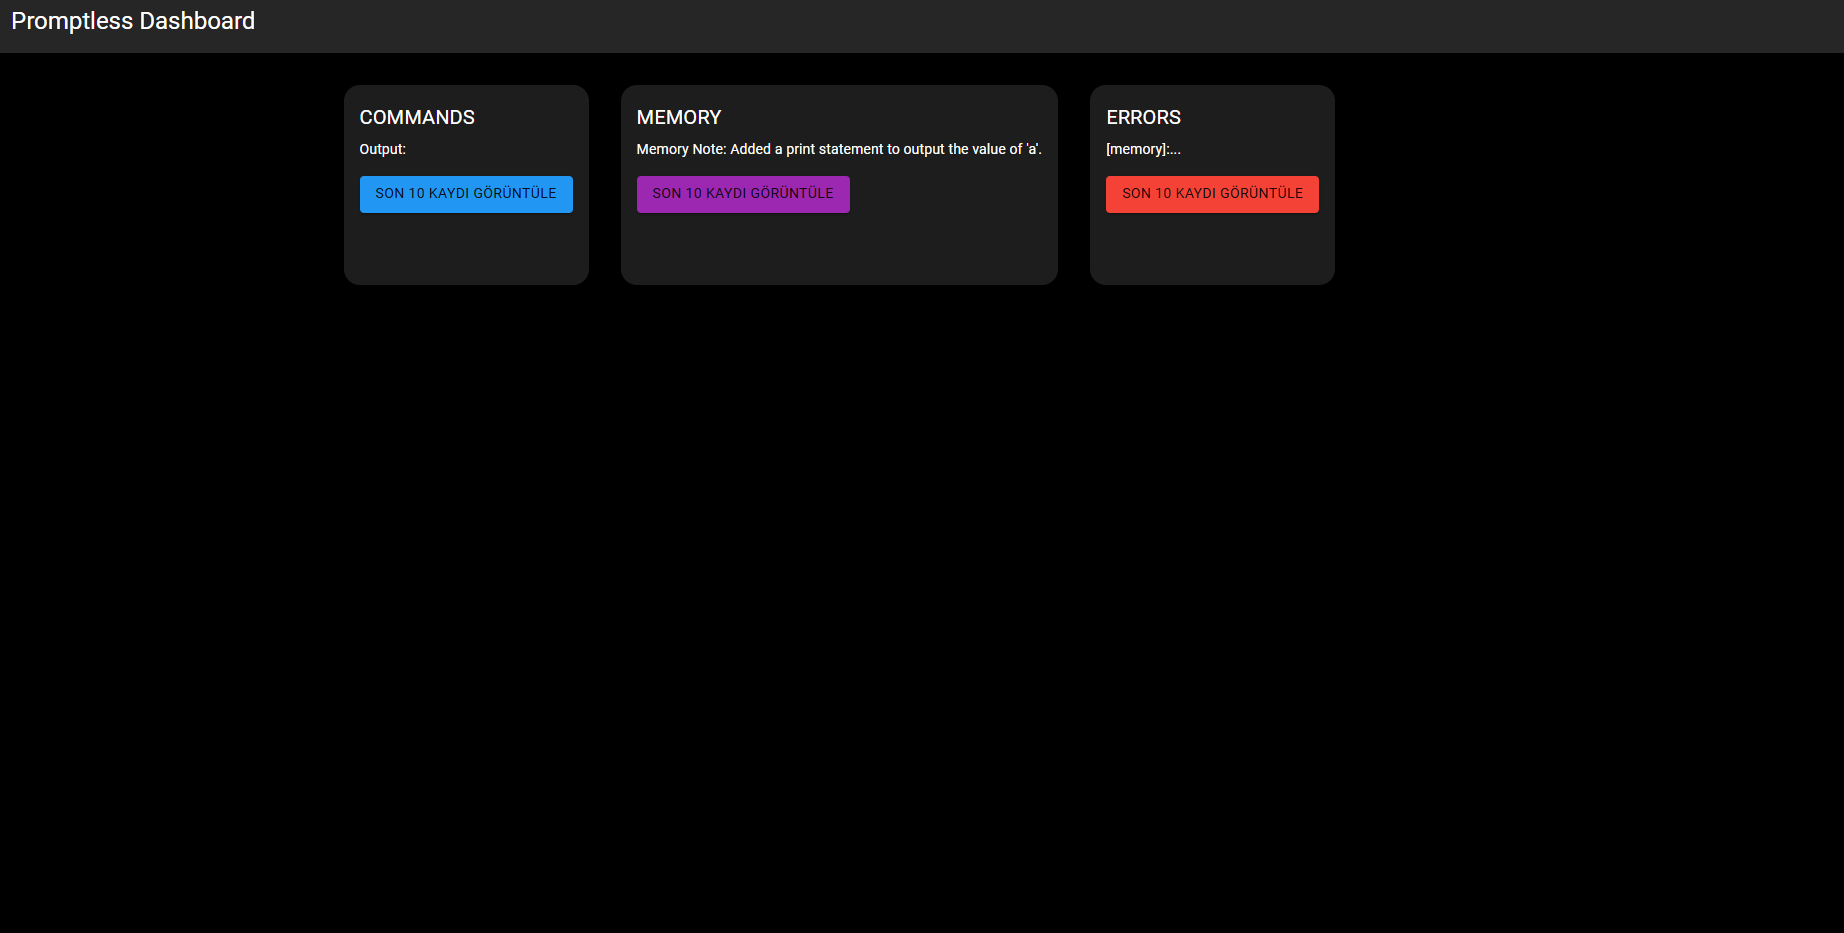 Promptless Dashboard
COMMANDS
Output:
SON 10 KAYDI GÖRÜNTÜLE
MEMORY
Memory Note: Added a print statement to output the value of 'a'.
SON 10 KAYDI GÖRÜNTÜLE
ERRORS
[memory]:...
SON 10 KAYDI GÖRÜNTÜLE